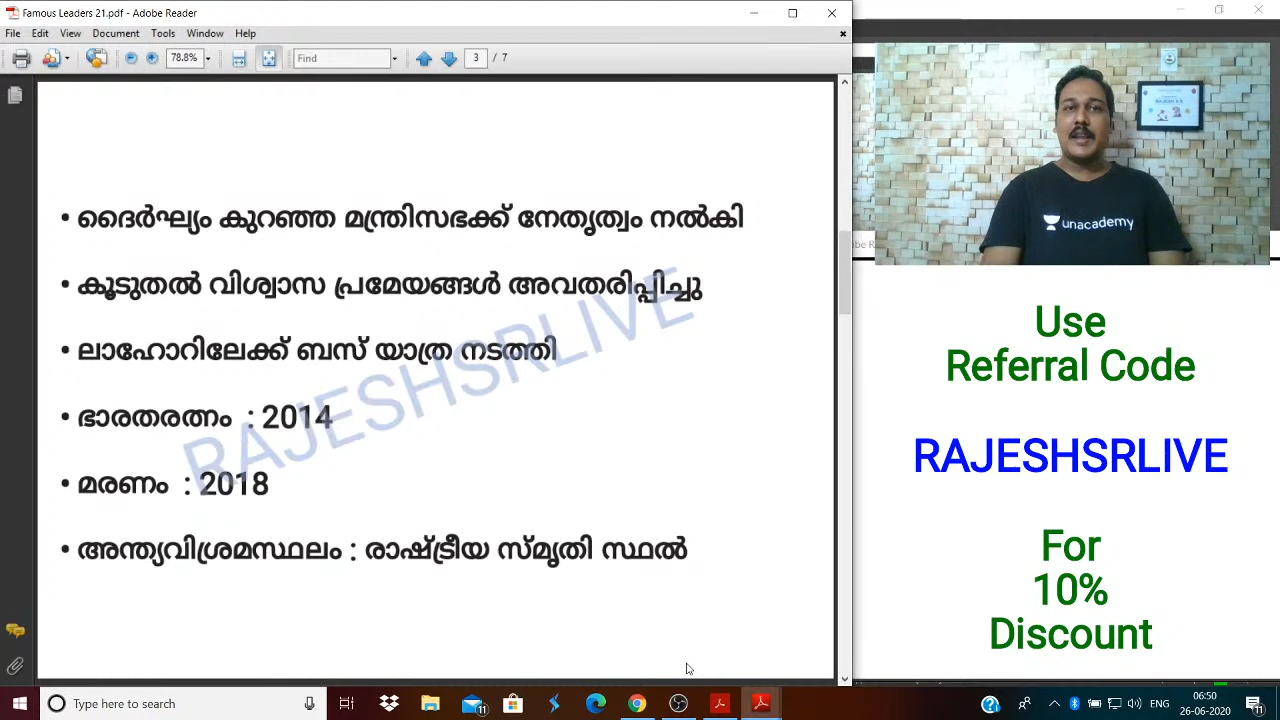 Famous Leaders 21.pdf - Adobe Reader
File Edit View Document Tools Window Help
78.8% Find 3 / 7
• ദൈർഘ്യം കുറഞ്ഞ മന്ത്രിസഭക്ക് നേതൃത്വം നൽകി
• കൂടുതൽ വിശ്വാസ പ്രമേയങ്ങൾ അവതരിപ്പിച്ചു
• ലാഹോറിലേക്ക് ബസ് യാത്ര നടത്തി
• ഭാരതരത്നം : 2014
• മരണം : 2018
• അന്ത്യവിശ്രമസ്ഥലം : രാഷ്ട്രീയ സ്മൃതി സ്ഥൽ
RAJESHSRLIVE
unacademy
Use
Referral Code
RAJESHSRLIVE
For
10%
Discount
Type here to search
11
ENG
06:50
26-06-2020
11